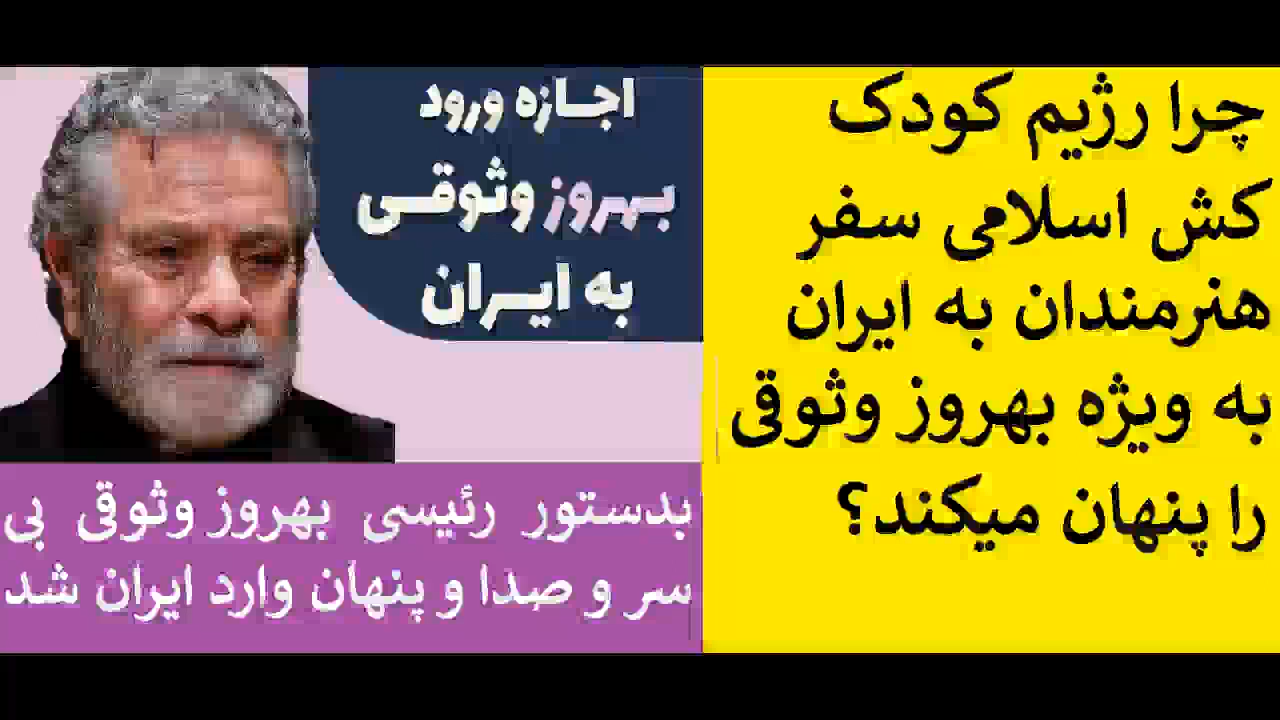 چرا رژیم کودک
کش اسلامی سفر
هنرمندان به ایران
به ویژه بهروز وثوقی
را پنهان میکند؟
اجازه ورود
بهروز وثوقی
به ایران
بدستور رئیسی بهروز وثوقی بی
سر و صدا و پنهان وارد ایران شد